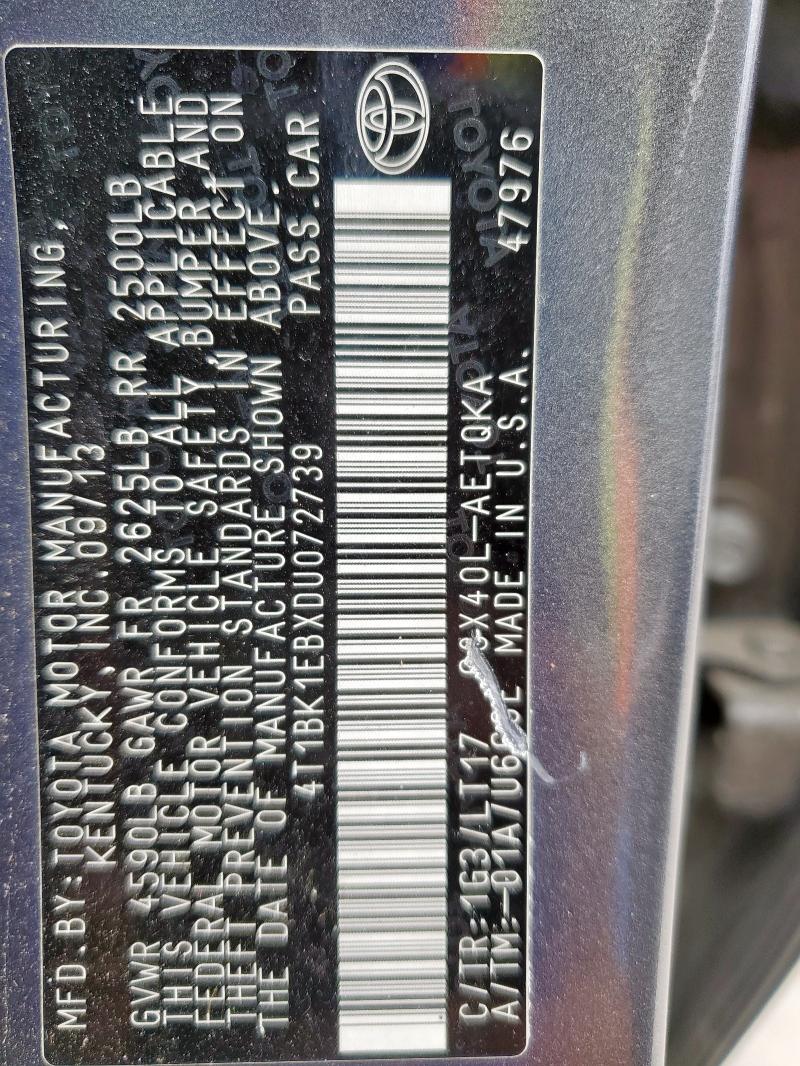 MFD.BY:TOYOTA MOTOR MANUFACTURING,
KENTUCKY, INC. 09/13
GVWR 4590LB GAWR FR 2625LB RR 2500LB
THIS VEHICLE CONFORMS TO ALL APPLICABLE
FEDERAL MOTOR VEHICLE SAFETY, BUMPER, AND
THEFT PREVENTION STANDARDS IN EFFECT ON
THE DATE OF MANUFACTURE SHOWN ABOVE.
4T1BK1EBXDU072739 PASS.CAR
C/TR:1G3/LT17
A/TM: MADE IN U.S.A. 47976